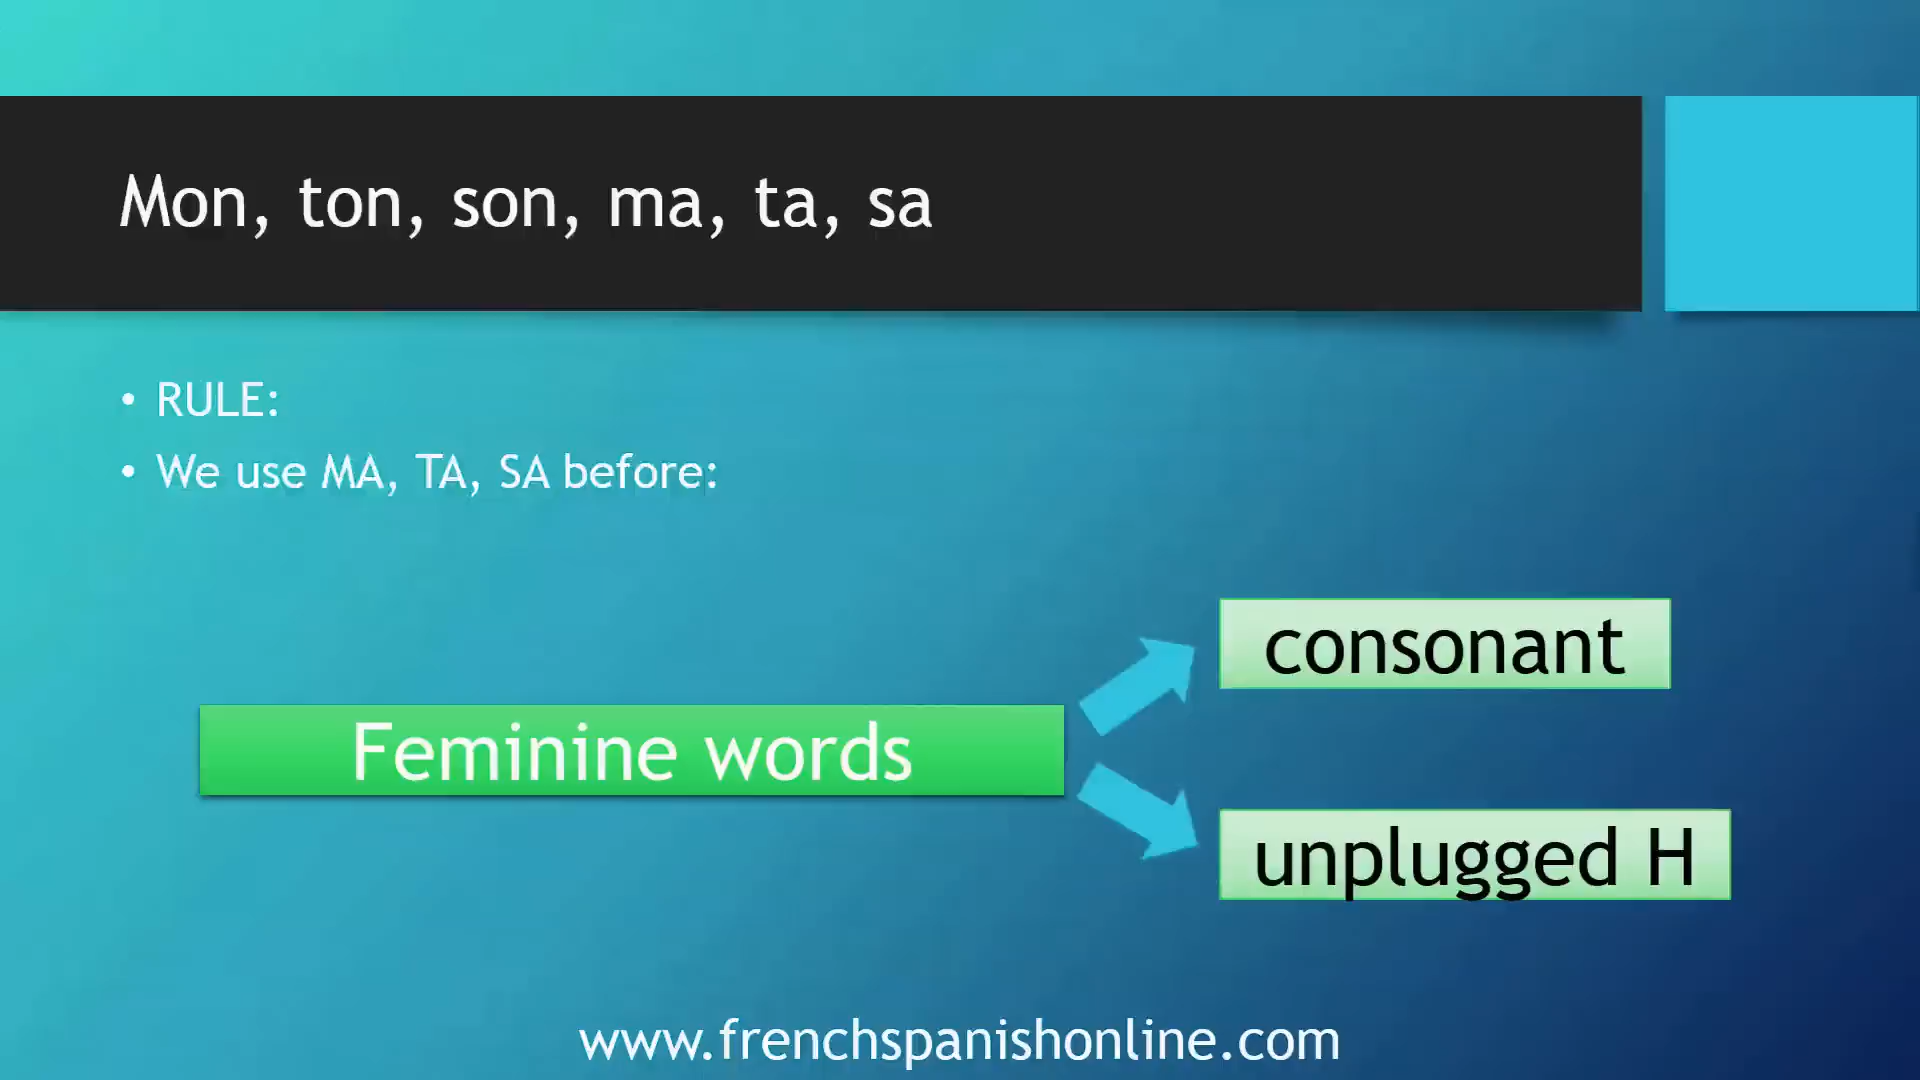 Mon, ton, son, ma, ta, sa
• RULE:
• We use MA, TA, SA before:
consonant
Feminine words
unplugged H
www.frenchspanishonline.com